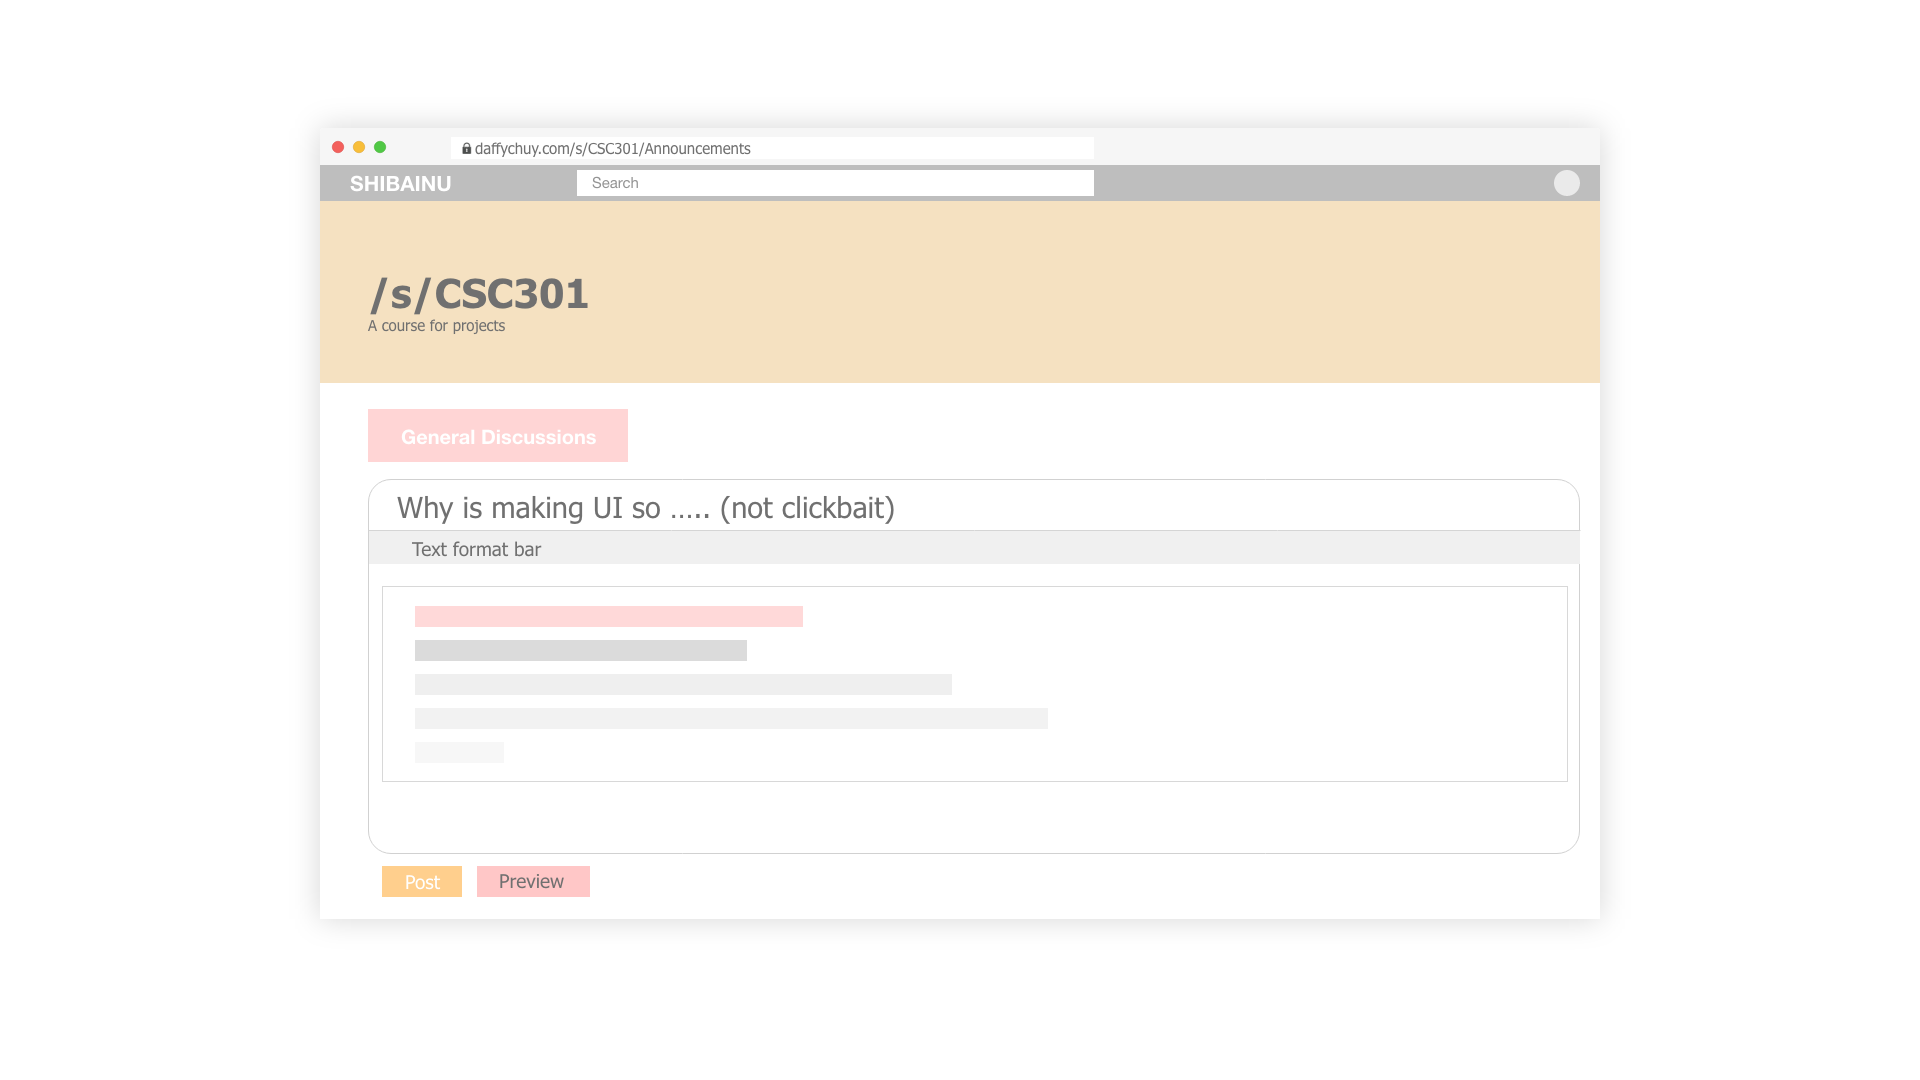 daffychuy.com/s/CSC301/Announcements
SHIBAINU
Search
/s/CSC301
A course for projects
General Discussions
Why is making UI so ….. (not clickbait)
Text format bar
Post
Preview